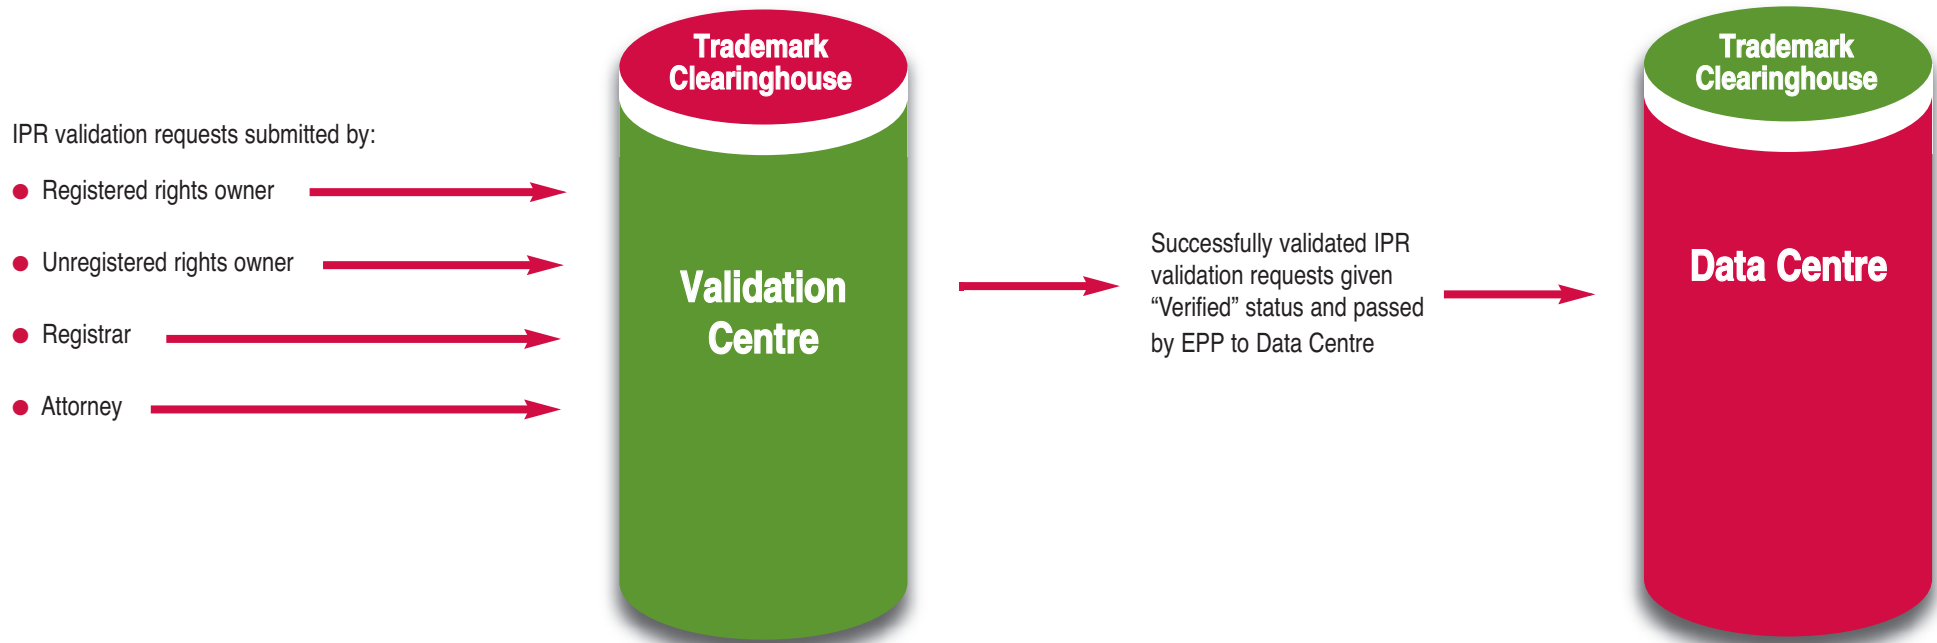 IPR validation requests submitted by:
Registered rights owner
Unregistered rights owner
Registrar
Attorney
Trademark
Clearinghouse
Validation
Centre
Successfully validated IPR
validation requests given
“Verified” status and passed
by EPP to Data Centre
Trademark
Clearinghouse
Data Centre